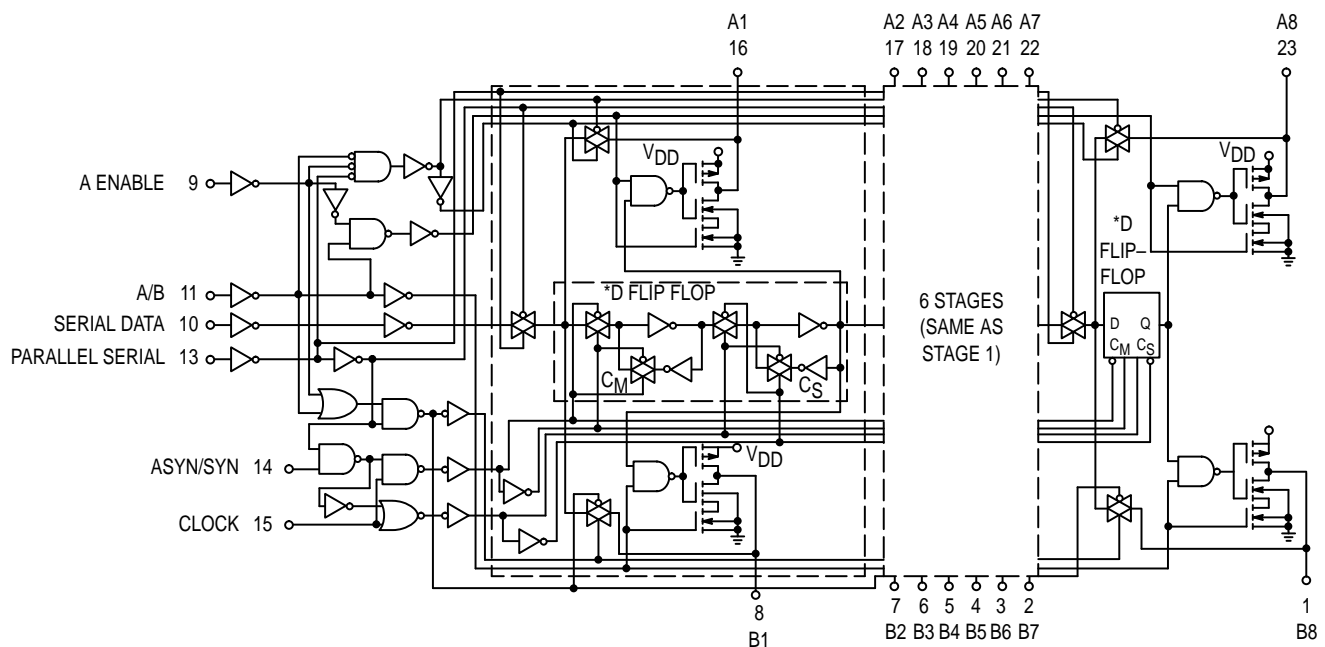 A1 A2 A3 A4 A5 A6 A7 A8
16 17 18 19 20 21 22 23
VDD
VDD
A ENABLE 9
*D
FLIP–
FLOP
A/B 11
*D FLIP FLOP
6 STAGES
(SAME AS
STAGE 1)
SERIAL DATA 10
D Q
PARALLEL SERIAL 13
CM CS
CM CS
ASYN/SYN 14
VDD
CLOCK 15
8 7 6 5 4 3 2 1
B1 B2 B3 B4 B5 B6 B7 B8